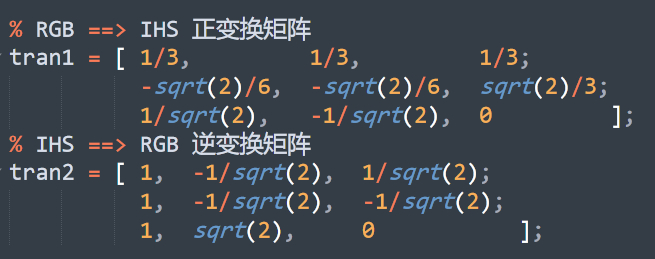 % RGB ==> IHS 正变换矩阵
tran1 = [ 1/3, 1/3, 1/3;
-sqrt(2)/6, -sqrt(2)/6, sqrt(2)/3;
1/sqrt(2), -1/sqrt(2), 0 ];
% IHS ==> RGB 逆变换矩阵
tran2 = [ 1, -1/sqrt(2), 1/sqrt(2);
1, -1/sqrt(2), -1/sqrt(2);
1, sqrt(2), 0 ];